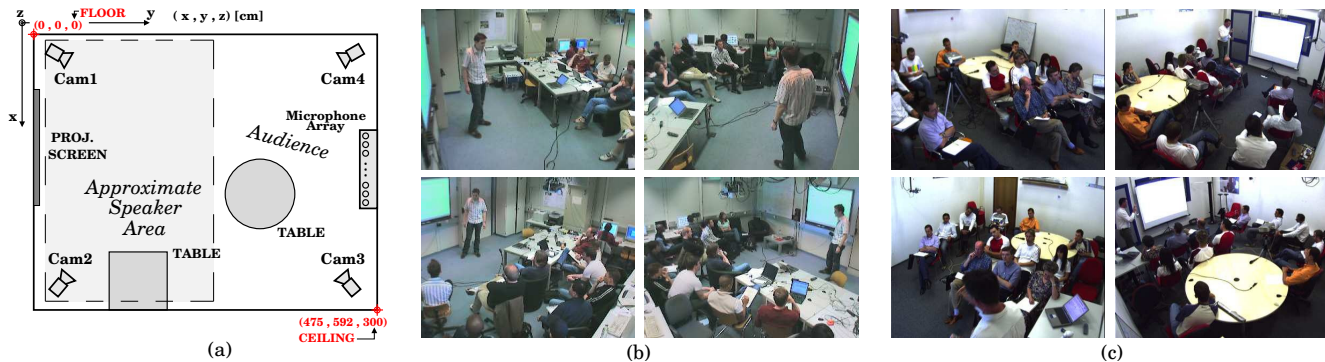 z
FLOOR
(0, 0, 0)
y
(x, y, z) [cm]
x
Cam1
Cam4
Microphone
Array
PROJ.
SCREEN
Audience
Approximate
Speaker
Area
TABLE
TABLE
Cam2
Cam3
(475, 592, 300)
CEILING
(a)
(b)
(c)